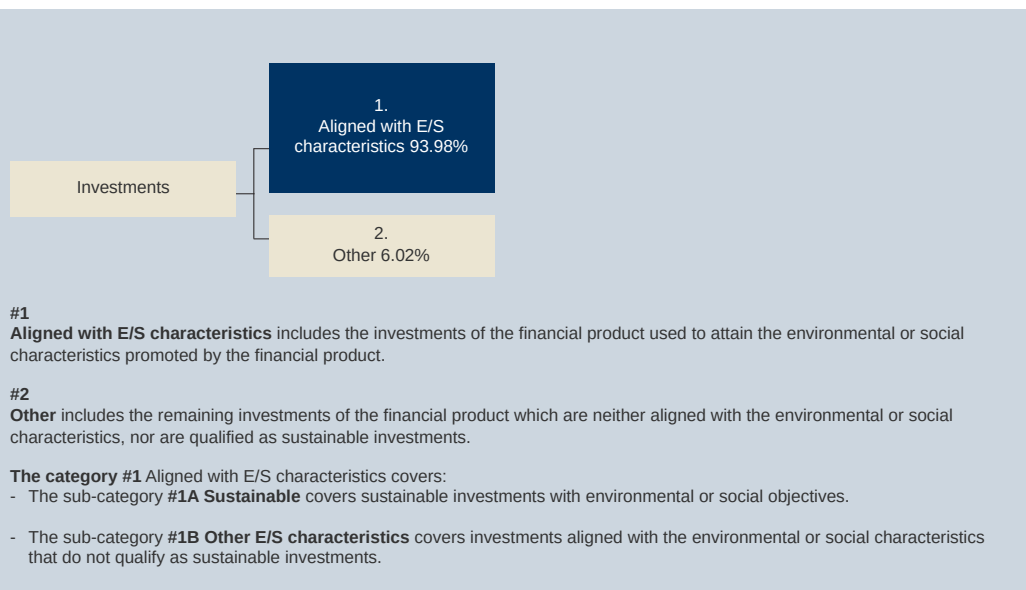 1.
Aligned with E/S
characteristics 93.98%
Investments
2.
Other 6.02%
#1
Aligned with E/S characteristics includes the investments of the financial product used to attain the environmental or social
characteristics promoted by the financial product.
#2
Other includes the remaining investments of the financial product which are neither aligned with the environmental or social
characteristics, nor are qualified as sustainable investments.
The category #1 Aligned with E/S characteristics covers:
- The sub-category #1A Sustainable covers sustainable investments with environmental or social objectives.
- The sub-category #1B Other E/S characteristics covers investments aligned with the environmental or social characteristics
that do not qualify as sustainable investments.